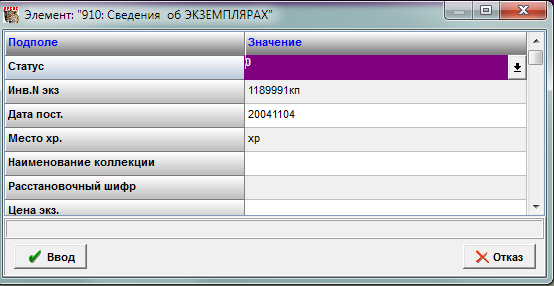 Элемент: "910: Сведения об ЭКЗЕМПЛЯРАХ"
Подполе Значение
Статус 0
Инв.N экз 1189991кп
Дата пост. 20041104
Место хр. хр
Наименование коллекции
Расстановочный шифр
Цена экз.
Ввод Отказ